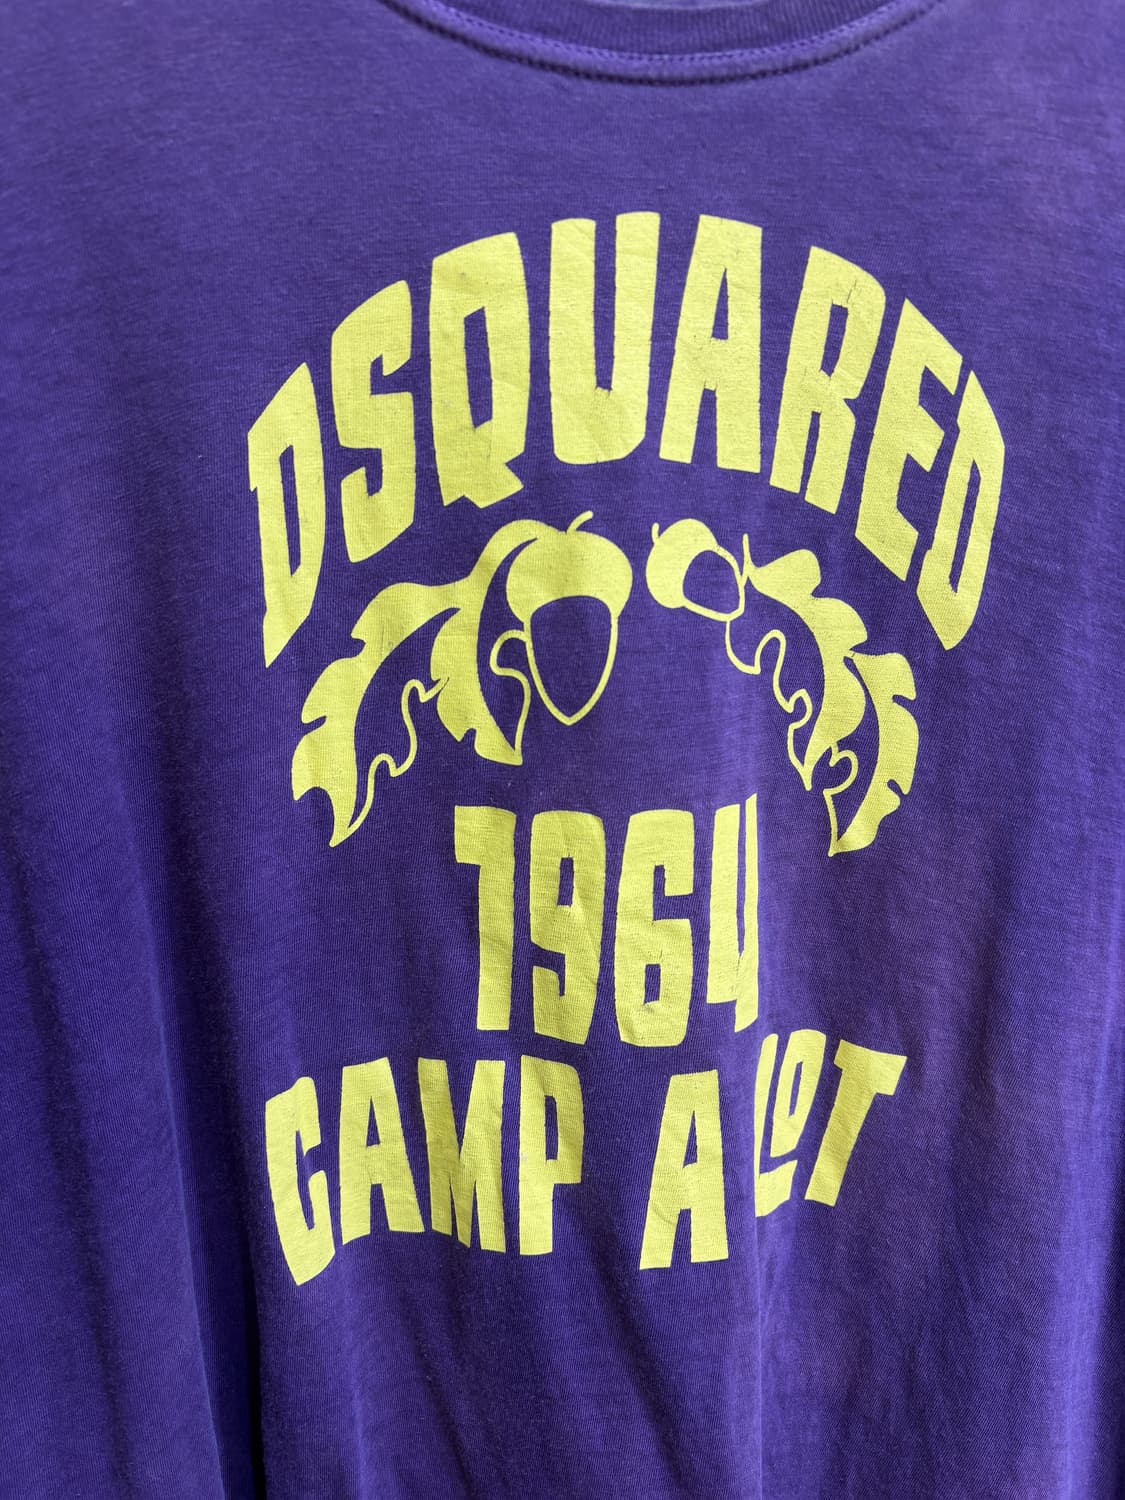 DSQUARED
1964
CAMP A LOT